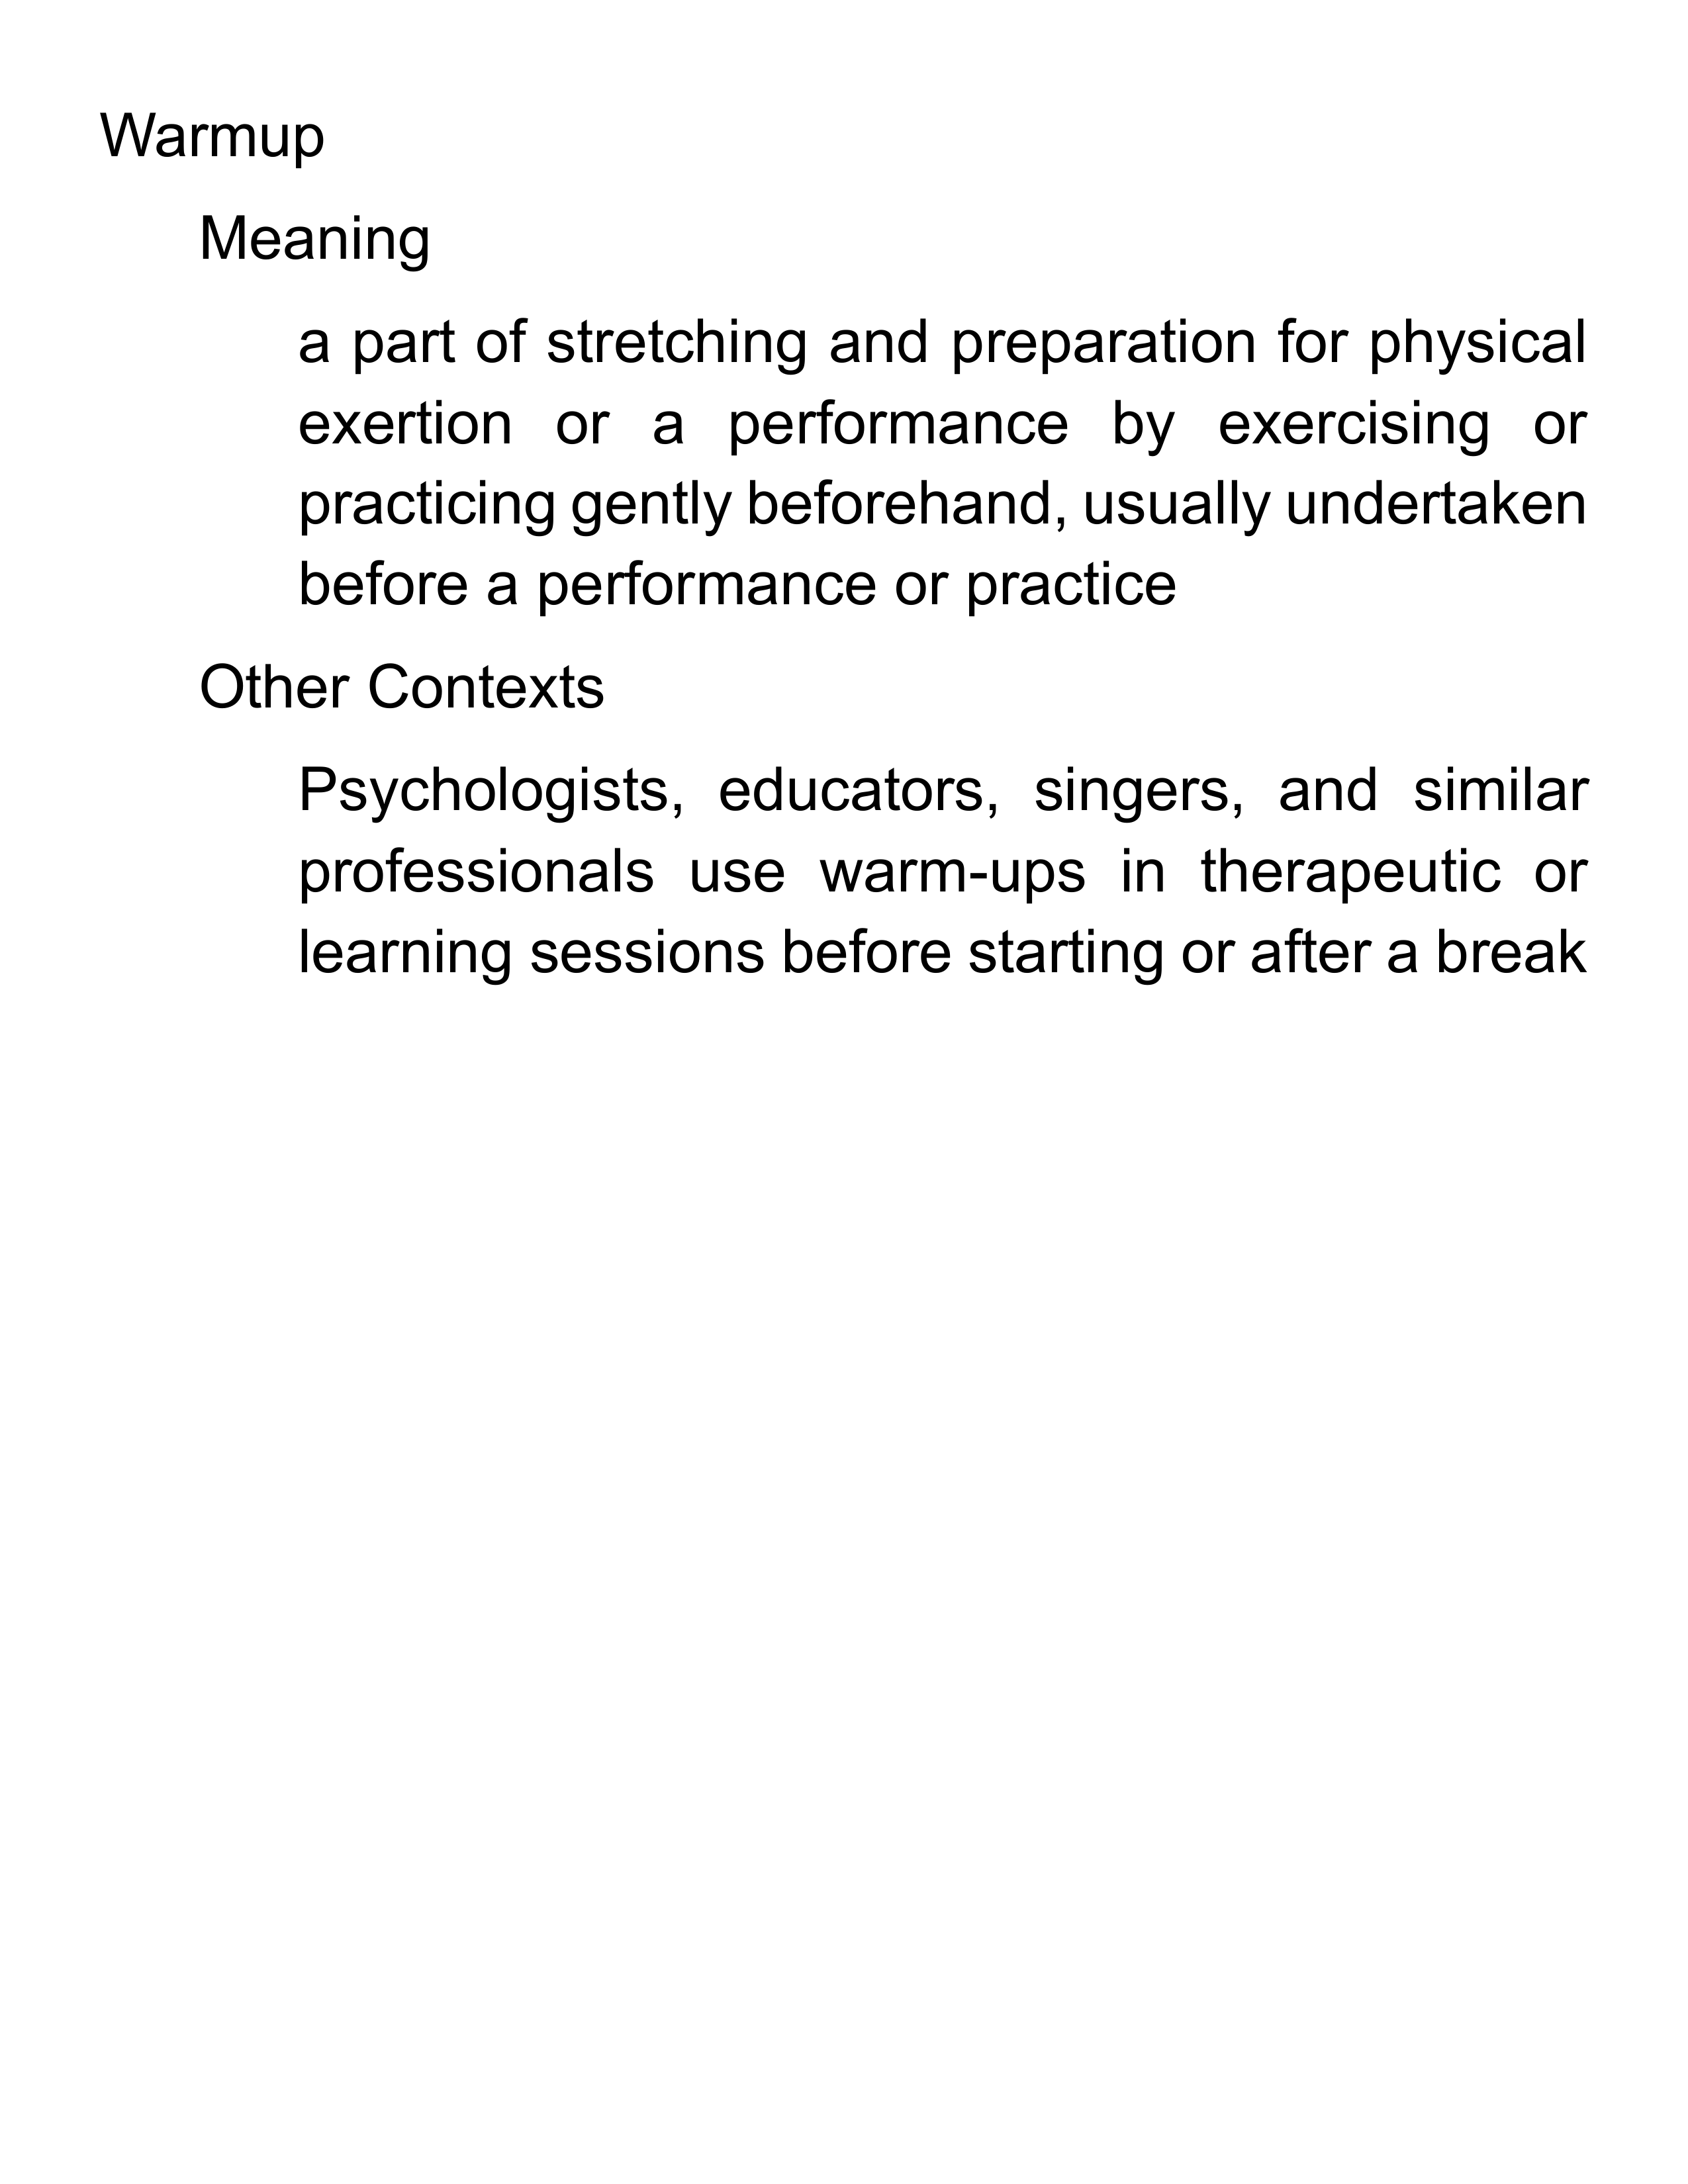 Warmup
Meaning
a part of stretching and preparation for physical
exertion or a performance by exercising or
practicing gently beforehand, usually undertaken
before a performance or practice
Other Contexts
Psychologists, educators, singers, and similar
professionals use warm-ups in therapeutic or
learning sessions before starting or after a break